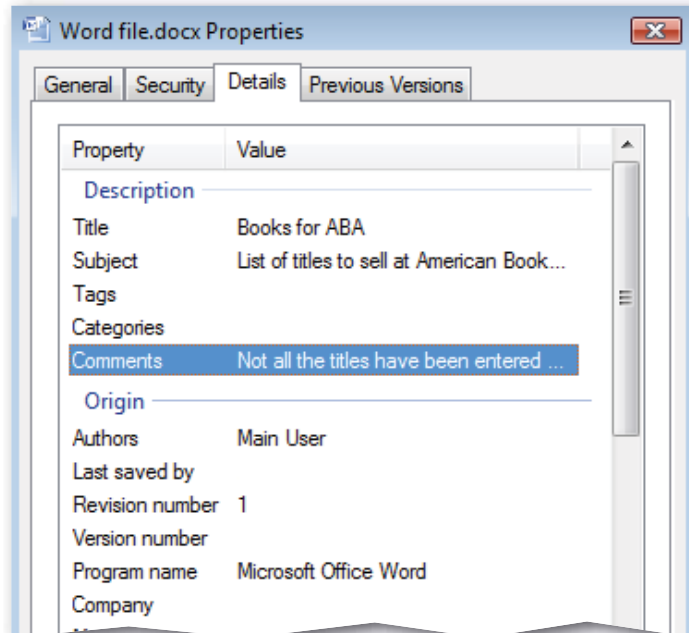 Word file.docx Properties
General Security Details Previous Versions
Property Value
Description
Title Books for ABA
Subject List of titles to sell at American Book...
Tags
Categories
Comments Not all the titles have been entered ...
Origin
Authors Main User
Last saved by
Revision number 1
Version number
Program name Microsoft Office Word
Company